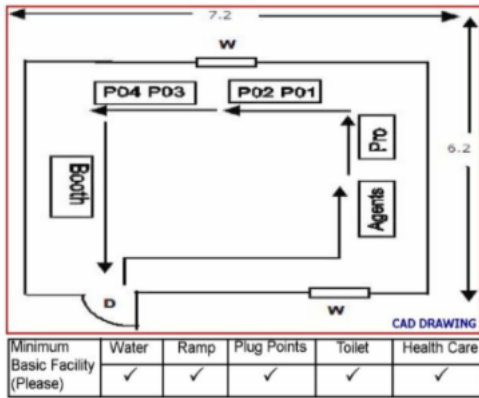 7.2
W
P04 P03
P02 P01
Pro
6.2
Booth
Agents
D
W
CAD DRAWING
Minimum Basic Facility (Please) Water Ramp Plug Points Toilet Health Care
✓ ✓ ✓ ✓ ✓